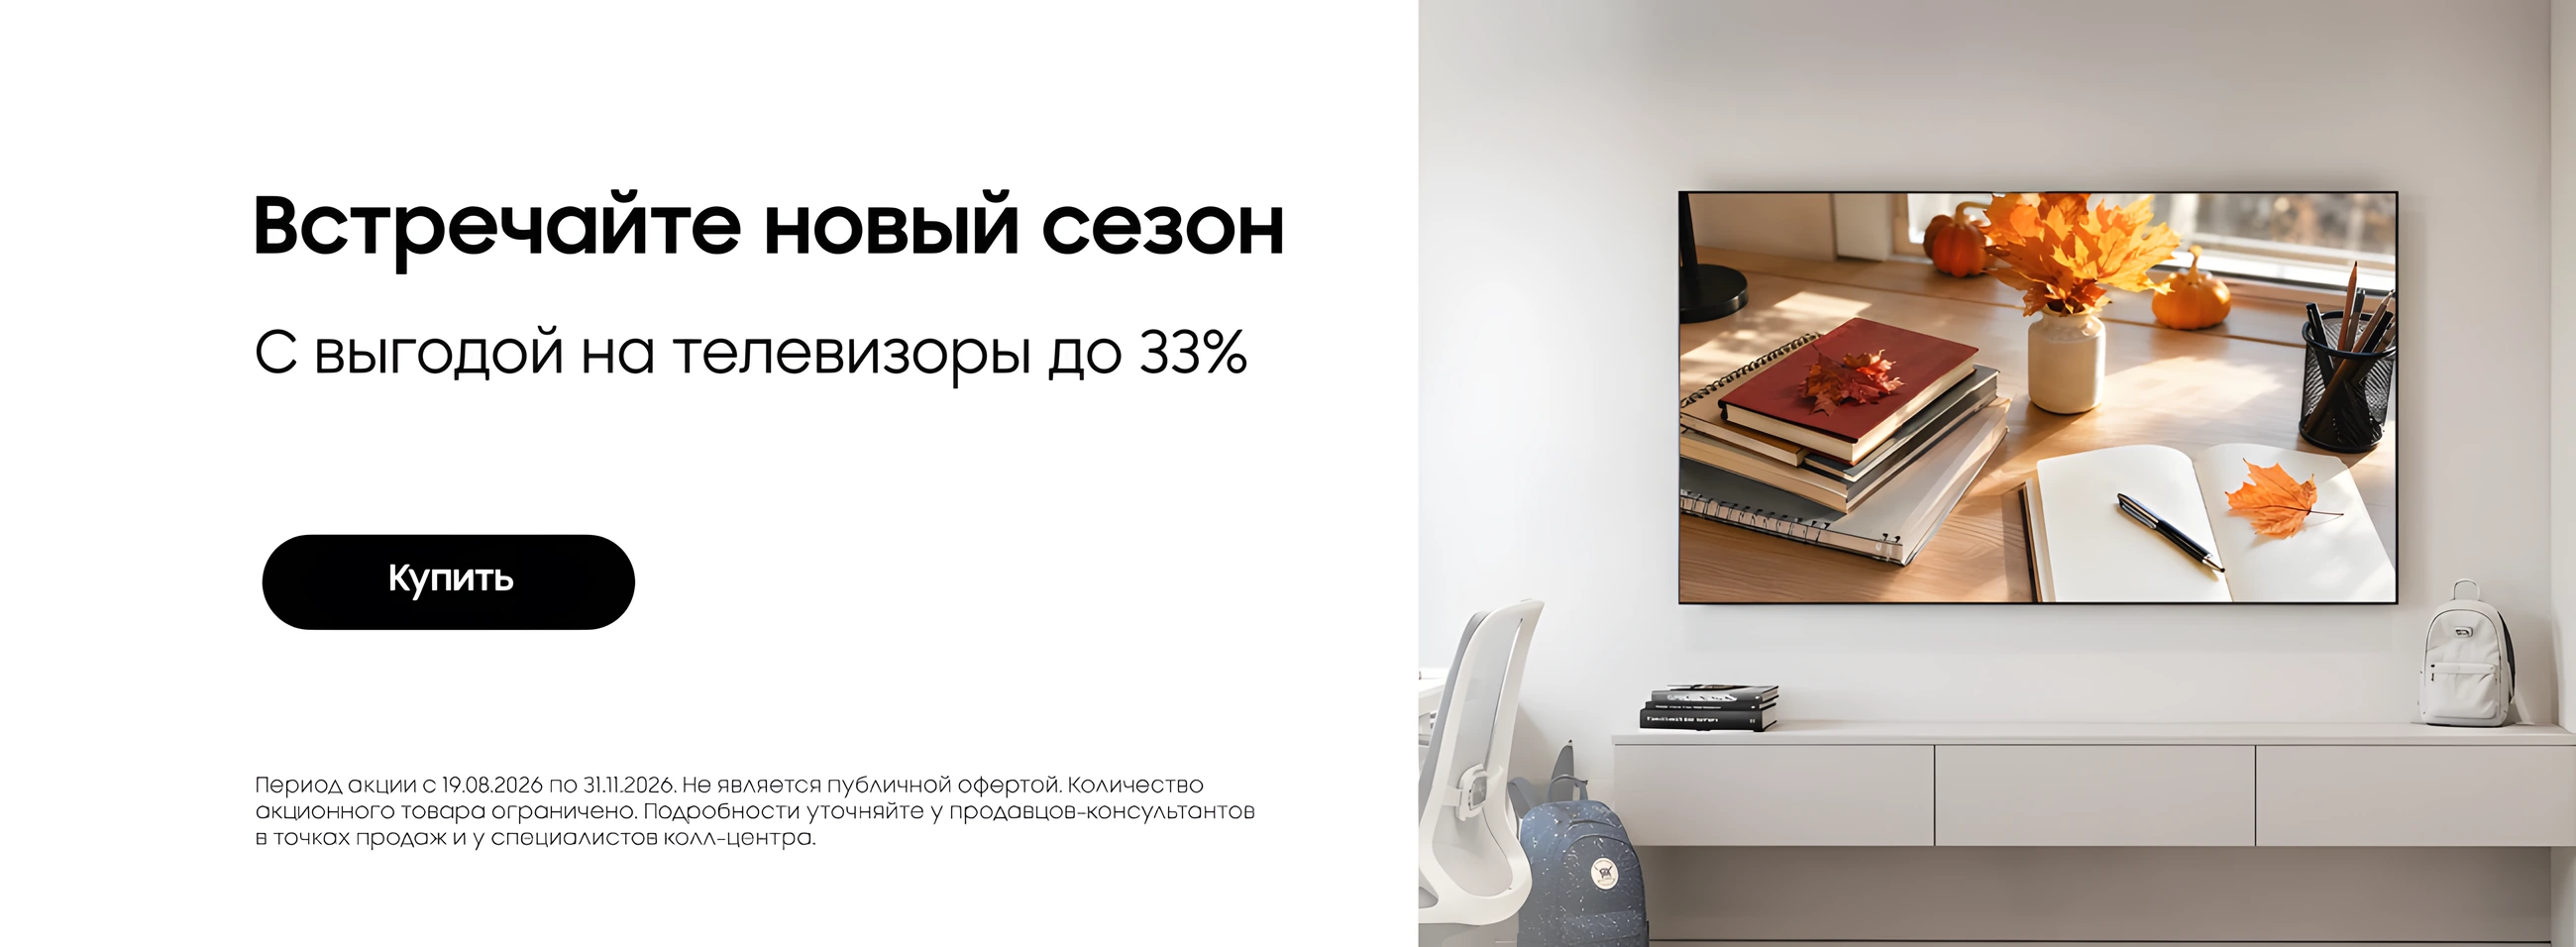 Встречайте новый сезон
С выгодой на телевизоры до 33%
Купить
Период акции с 19.08.2026 по 31.11.2026. Не является публичной офертой. Количество
акционного товара ограничено. Подробности уточняйте у продавцов-консультантов
в точках продаж и у специалистов колл-центра.